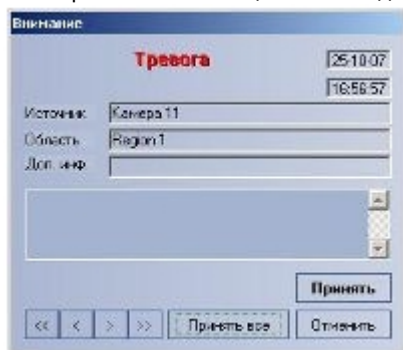 Внимание
Тревога
25-10-07
16:56:57
Источник Камера 11
Область Region 1
Доп. инф.
Принять
<< < > >> Принять все Отменить